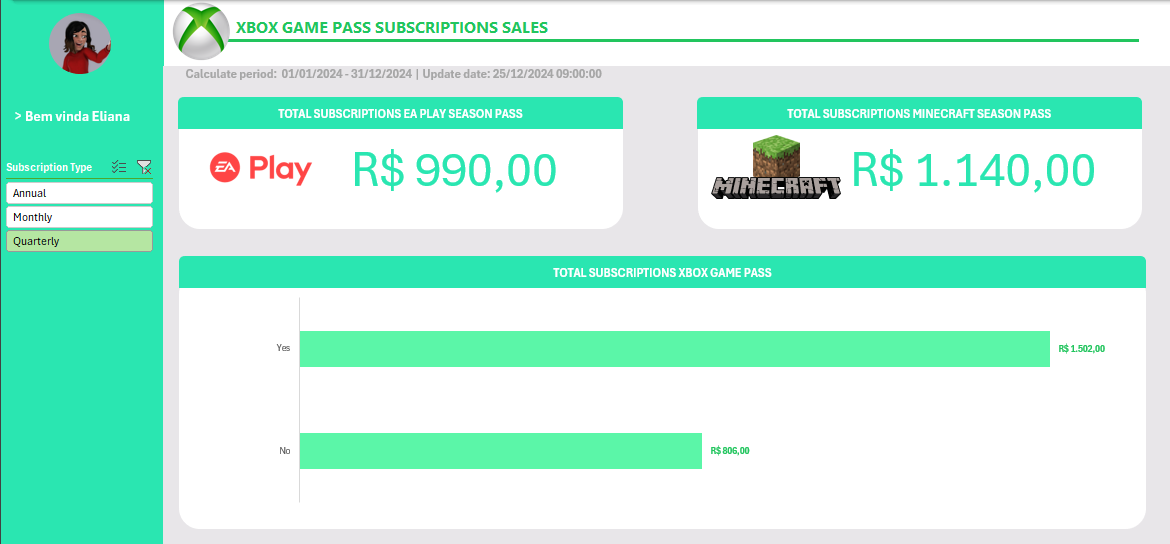 XBOX GAME PASS SUBSCRIPTIONS SALES
Calculate period: 01/01/2024 - 31/12/2024 | Update date: 25/12/2024 09:00:00
> Bem vinda Eliana
Subscription Type
Annual
Monthly
Quarterly
TOTAL SUBSCRIPTIONS EA PLAY SEASON PASS
EA Play
R$ 990,00
TOTAL SUBSCRIPTIONS MINECRAFT SEASON PASS
MINECRAFT
R$ 1.140,00
TOTAL SUBSCRIPTIONS XBOX GAME PASS
Yes
R$ 1.502,00
No
R$ 806,00